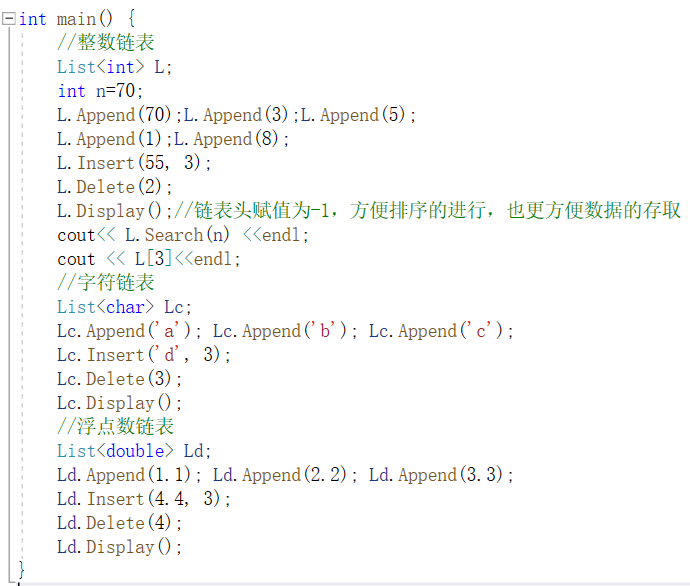 int main() {
//整数链表
List<int> L;
int n=70;
L.Append(70);L.Append(3);L.Append(5);
L.Append(1);L.Append(8);
L.Insert(55, 3);
L.Delete(2);
L.Display();//链表头赋值为-1，方便排序的进行，也更方便数据的存取
cout<< L.Search(n) <<endl;
cout << L[3]<<endl;
//字符链表
List<char> Lc;
Lc.Append('a'); Lc.Append('b'); Lc.Append('c');
Lc.Insert('d', 3);
Lc.Delete(3);
Lc.Display();
//浮点数链表
List<double> Ld;
Ld.Append(1.1); Ld.Append(2.2); Ld.Append(3.3);
Ld.Insert(4.4, 3);
Ld.Delete(4);
Ld.Display();
}